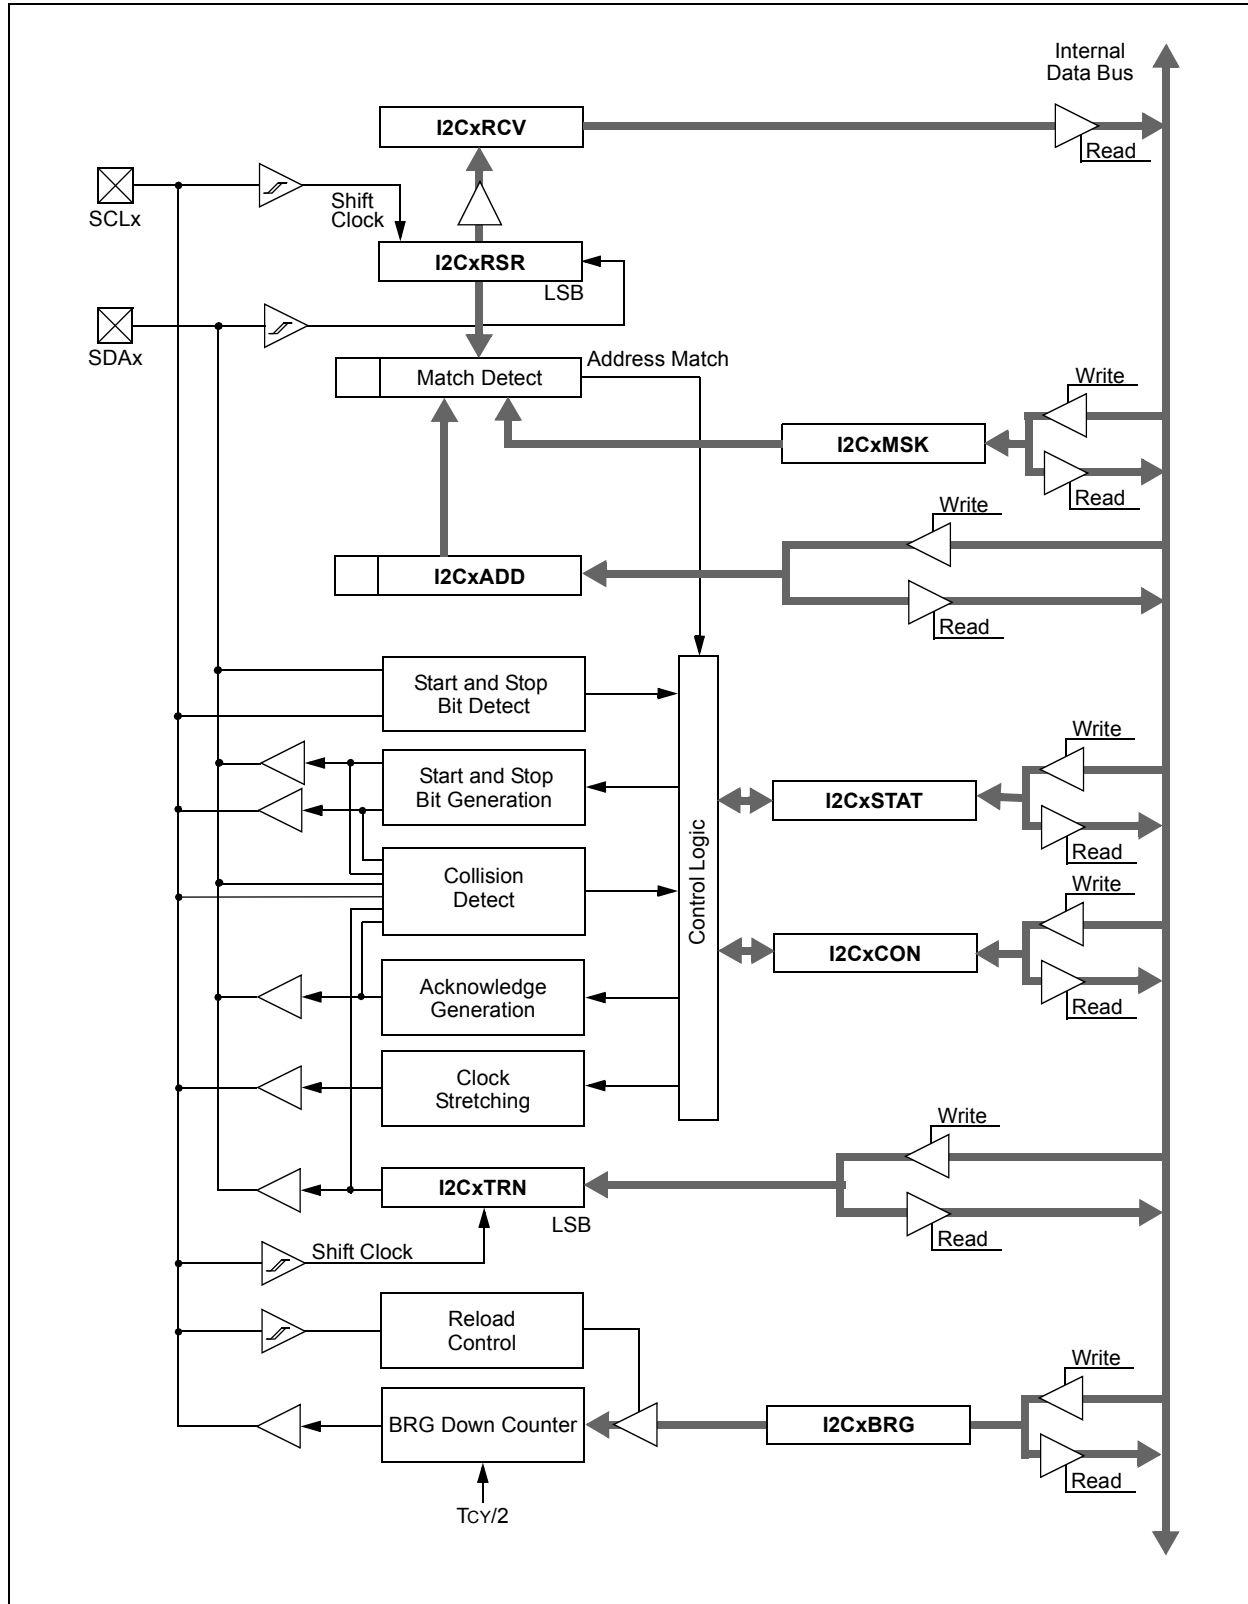 Internal
Data Bus
I2CxRCV
Read
SCLx
Shift
Clock
I2CxRSR
LSB
SDAx
Address Match
Match Detect
Write
I2CxMSK
Read
Write
I2CxADD
Read
Start and Stop
Bit Detect
Write
Start and Stop
Bit Generation
I2CxSTAT
Read
Control Logic
Collision
Detect
Write
I2CxCON
Read
Acknowledge
Generation
Clock
Stretching
Write
I2CxTRN
LSB
Read
Shift Clock
Reload
Control
Write
BRG Down Counter
I2CxBRG
Read
TCY/2